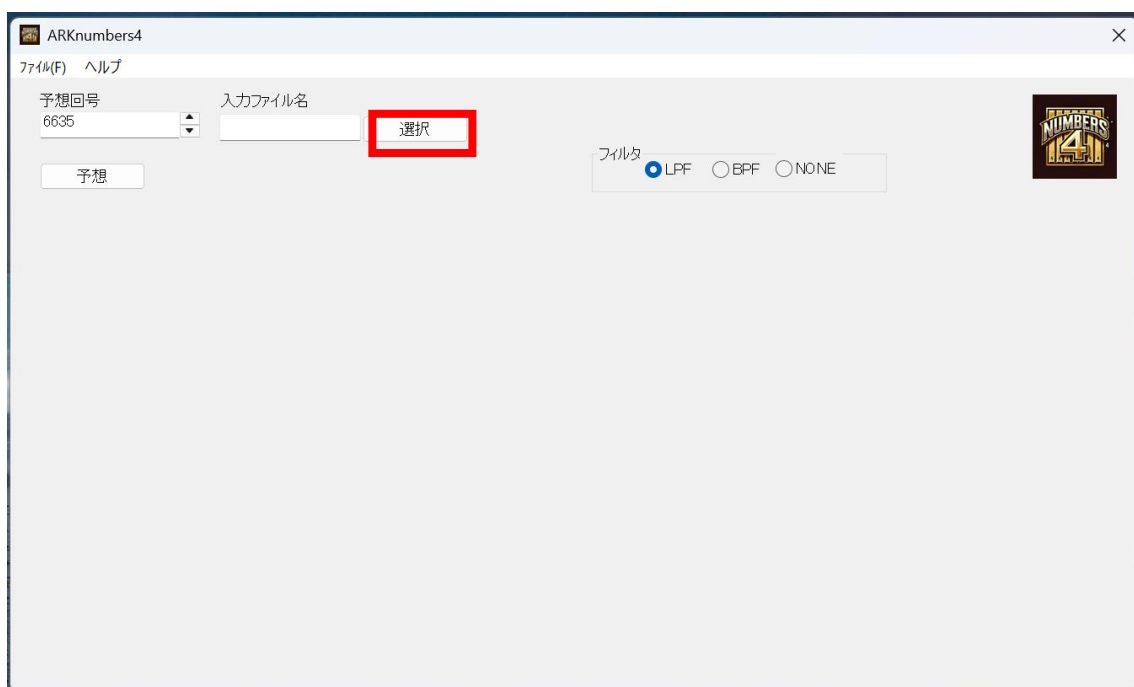 ARKnumbers4
ファイル(F) ヘルプ
予想回号 入力ファイル名
6635
選択
フィルタ
LPF BPF NONE
予想
NUMBERS
4